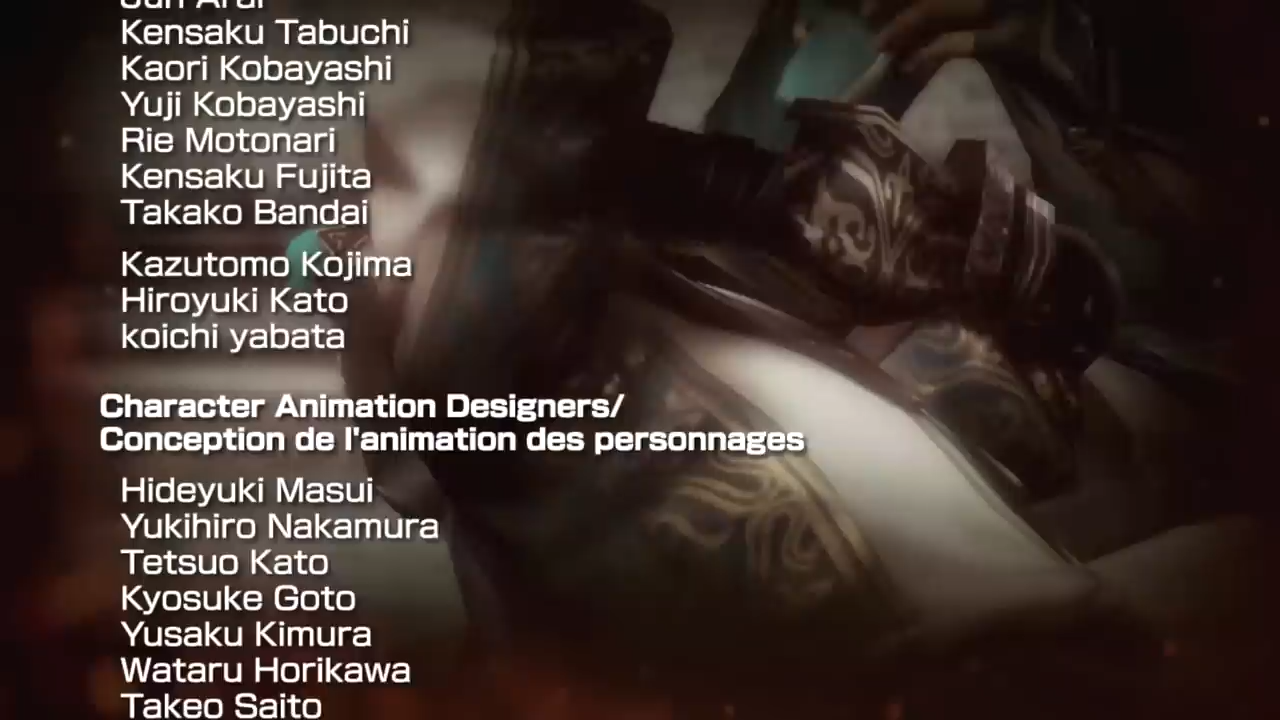 Jun Arai
Kensaku Tabuchi
Kaori Kobayashi
Yuji Kobayashi
Rie Motonari
Kensaku Fujita
Takako Bandai
Kazutomo Kojima
Hiroyuki Kato
koichi yabata
Character Animation Designers/
Conception de l'animation des personnages
Hideyuki Masui
Yukihiro Nakamura
Tetsuo Kato
Kyosuke Goto
Yusaku Kimura
Wataru Horikawa
Takeo Saito